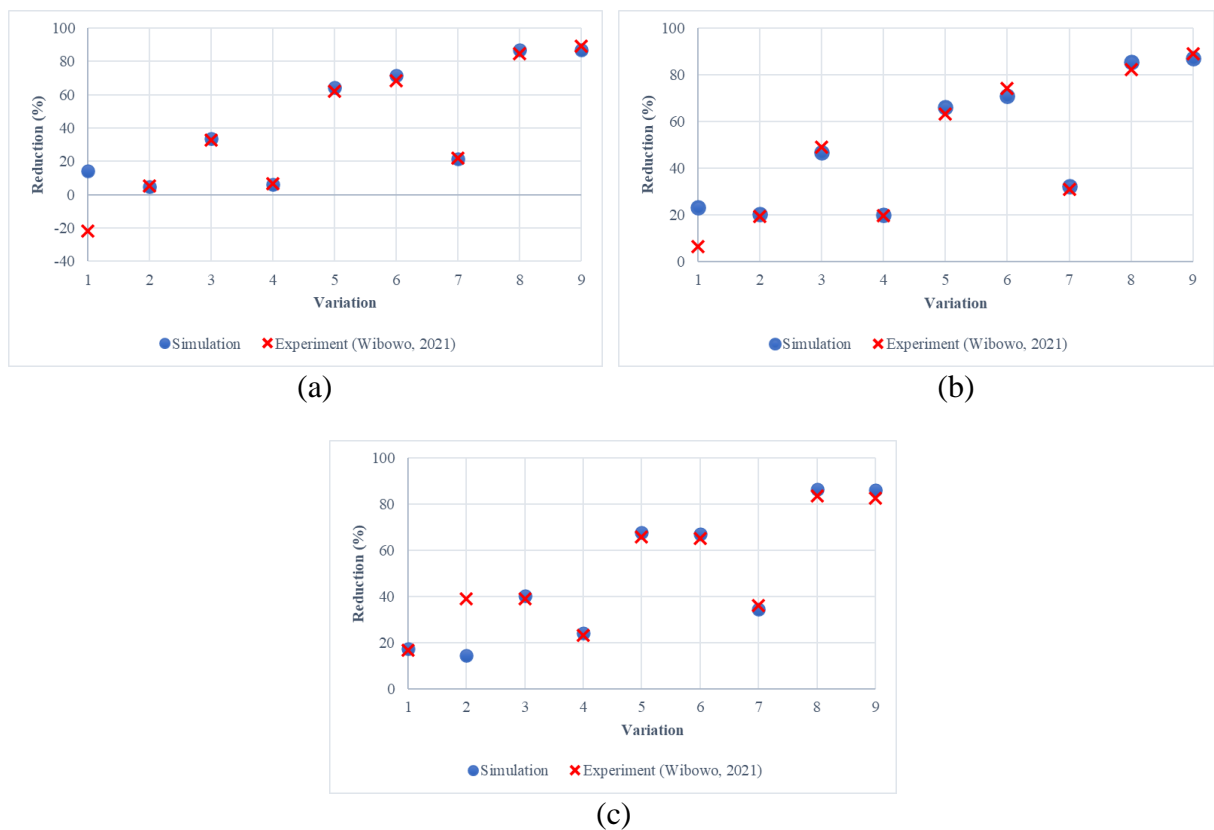 100
80
60
40
20
0
-20
-40
Reduction (%)
1 2 3 4 5 6 7 8 9
Variation
Simulation Experiment (Wibowo, 2021)
(a)
100
80
60
40
20
0
Reduction (%)
1 2 3 4 5 6 7 8 9
Variation
Simulation Experiment (Wibowo, 2021)
(b)
100
80
60
40
20
0
Reduction (%)
1 2 3 4 5 6 7 8 9
Variation
Simulation Experiment (Wibowo, 2021)
(c)